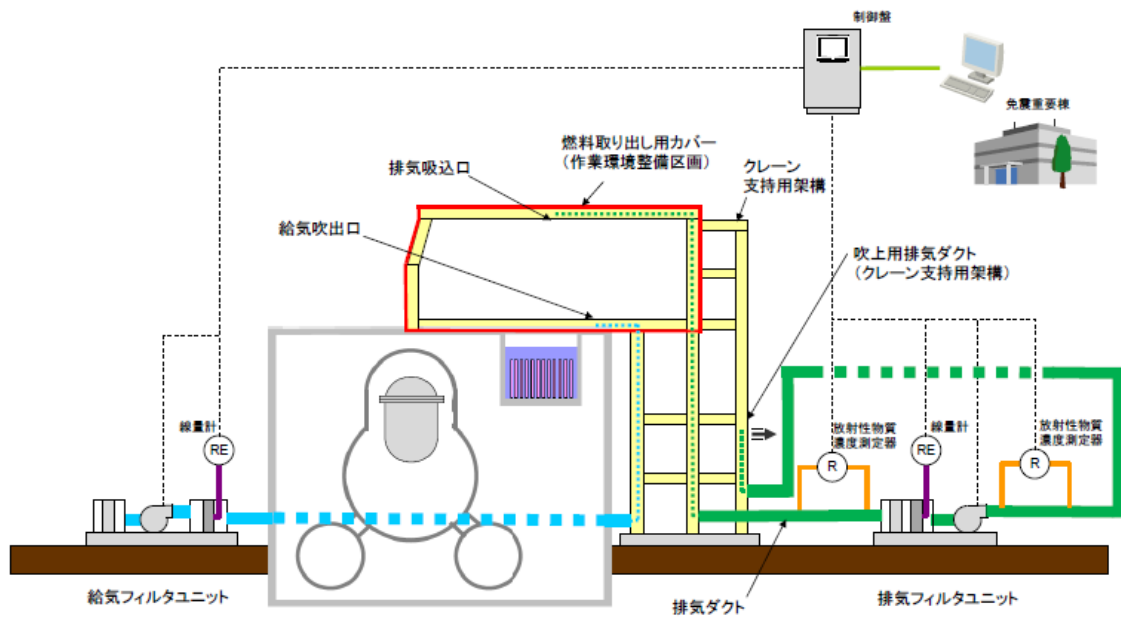 制御盤
免震重要棟
燃料取り出し用カバー
（作業環境整備区画）
クレーン
支持用架構
排気吸込口
給気吹出口
吹上用排気ダクト
（クレーン支持用架構）
線量計
RE
放射性物質
濃度測定器
R
線量計
RE
放射性物質
濃度測定器
R
給気フィルタユニット
排気ダクト
排気フィルタユニット